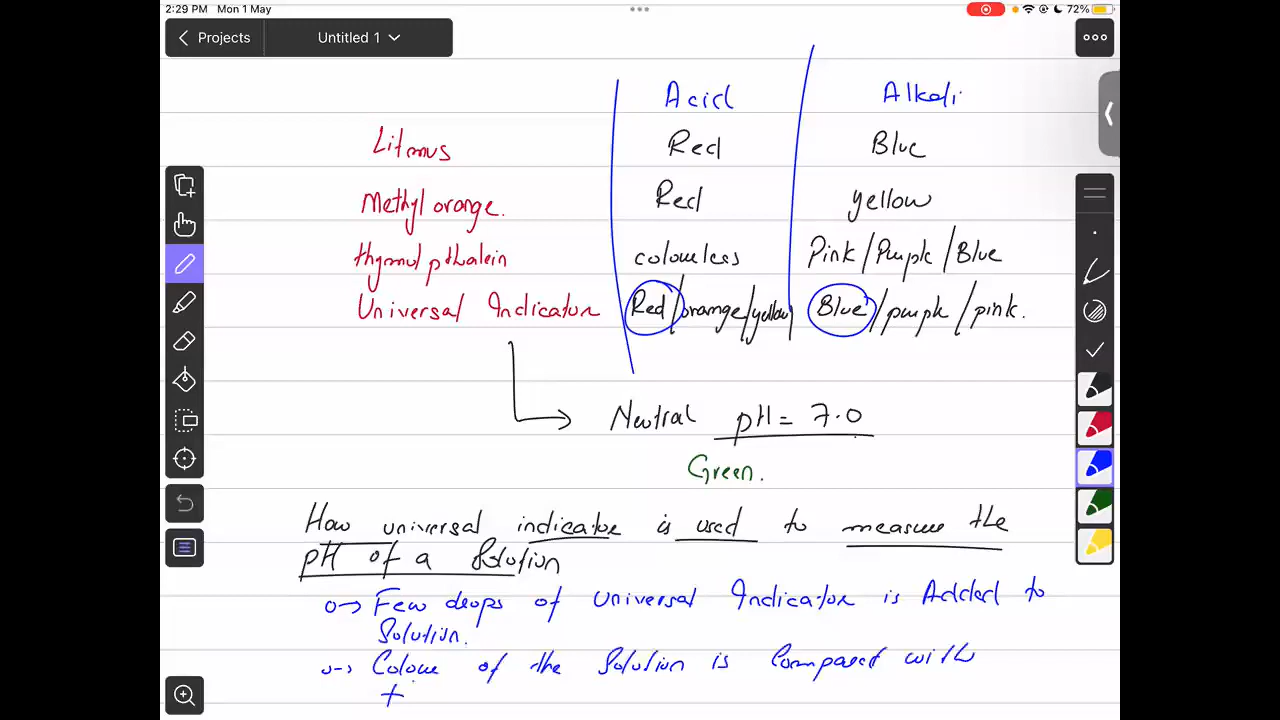 2:29 PM Mon 1 May
72%
Projects
Untitled 1
Acid Alkali
Litmus Red Blue
Methyl orange. Red yellow
thymolpthalein colourless Pink/Purple/Blue
Universal Indicator Red/orange/yellow Blue/purple/pink.
Neutral pH = 7.0
Green.
How universal indicator is used to measure the
pH of a Solution
Few drops of Universal Indicator is Added to
Solution.
Colour of the Solution is Compared with
t